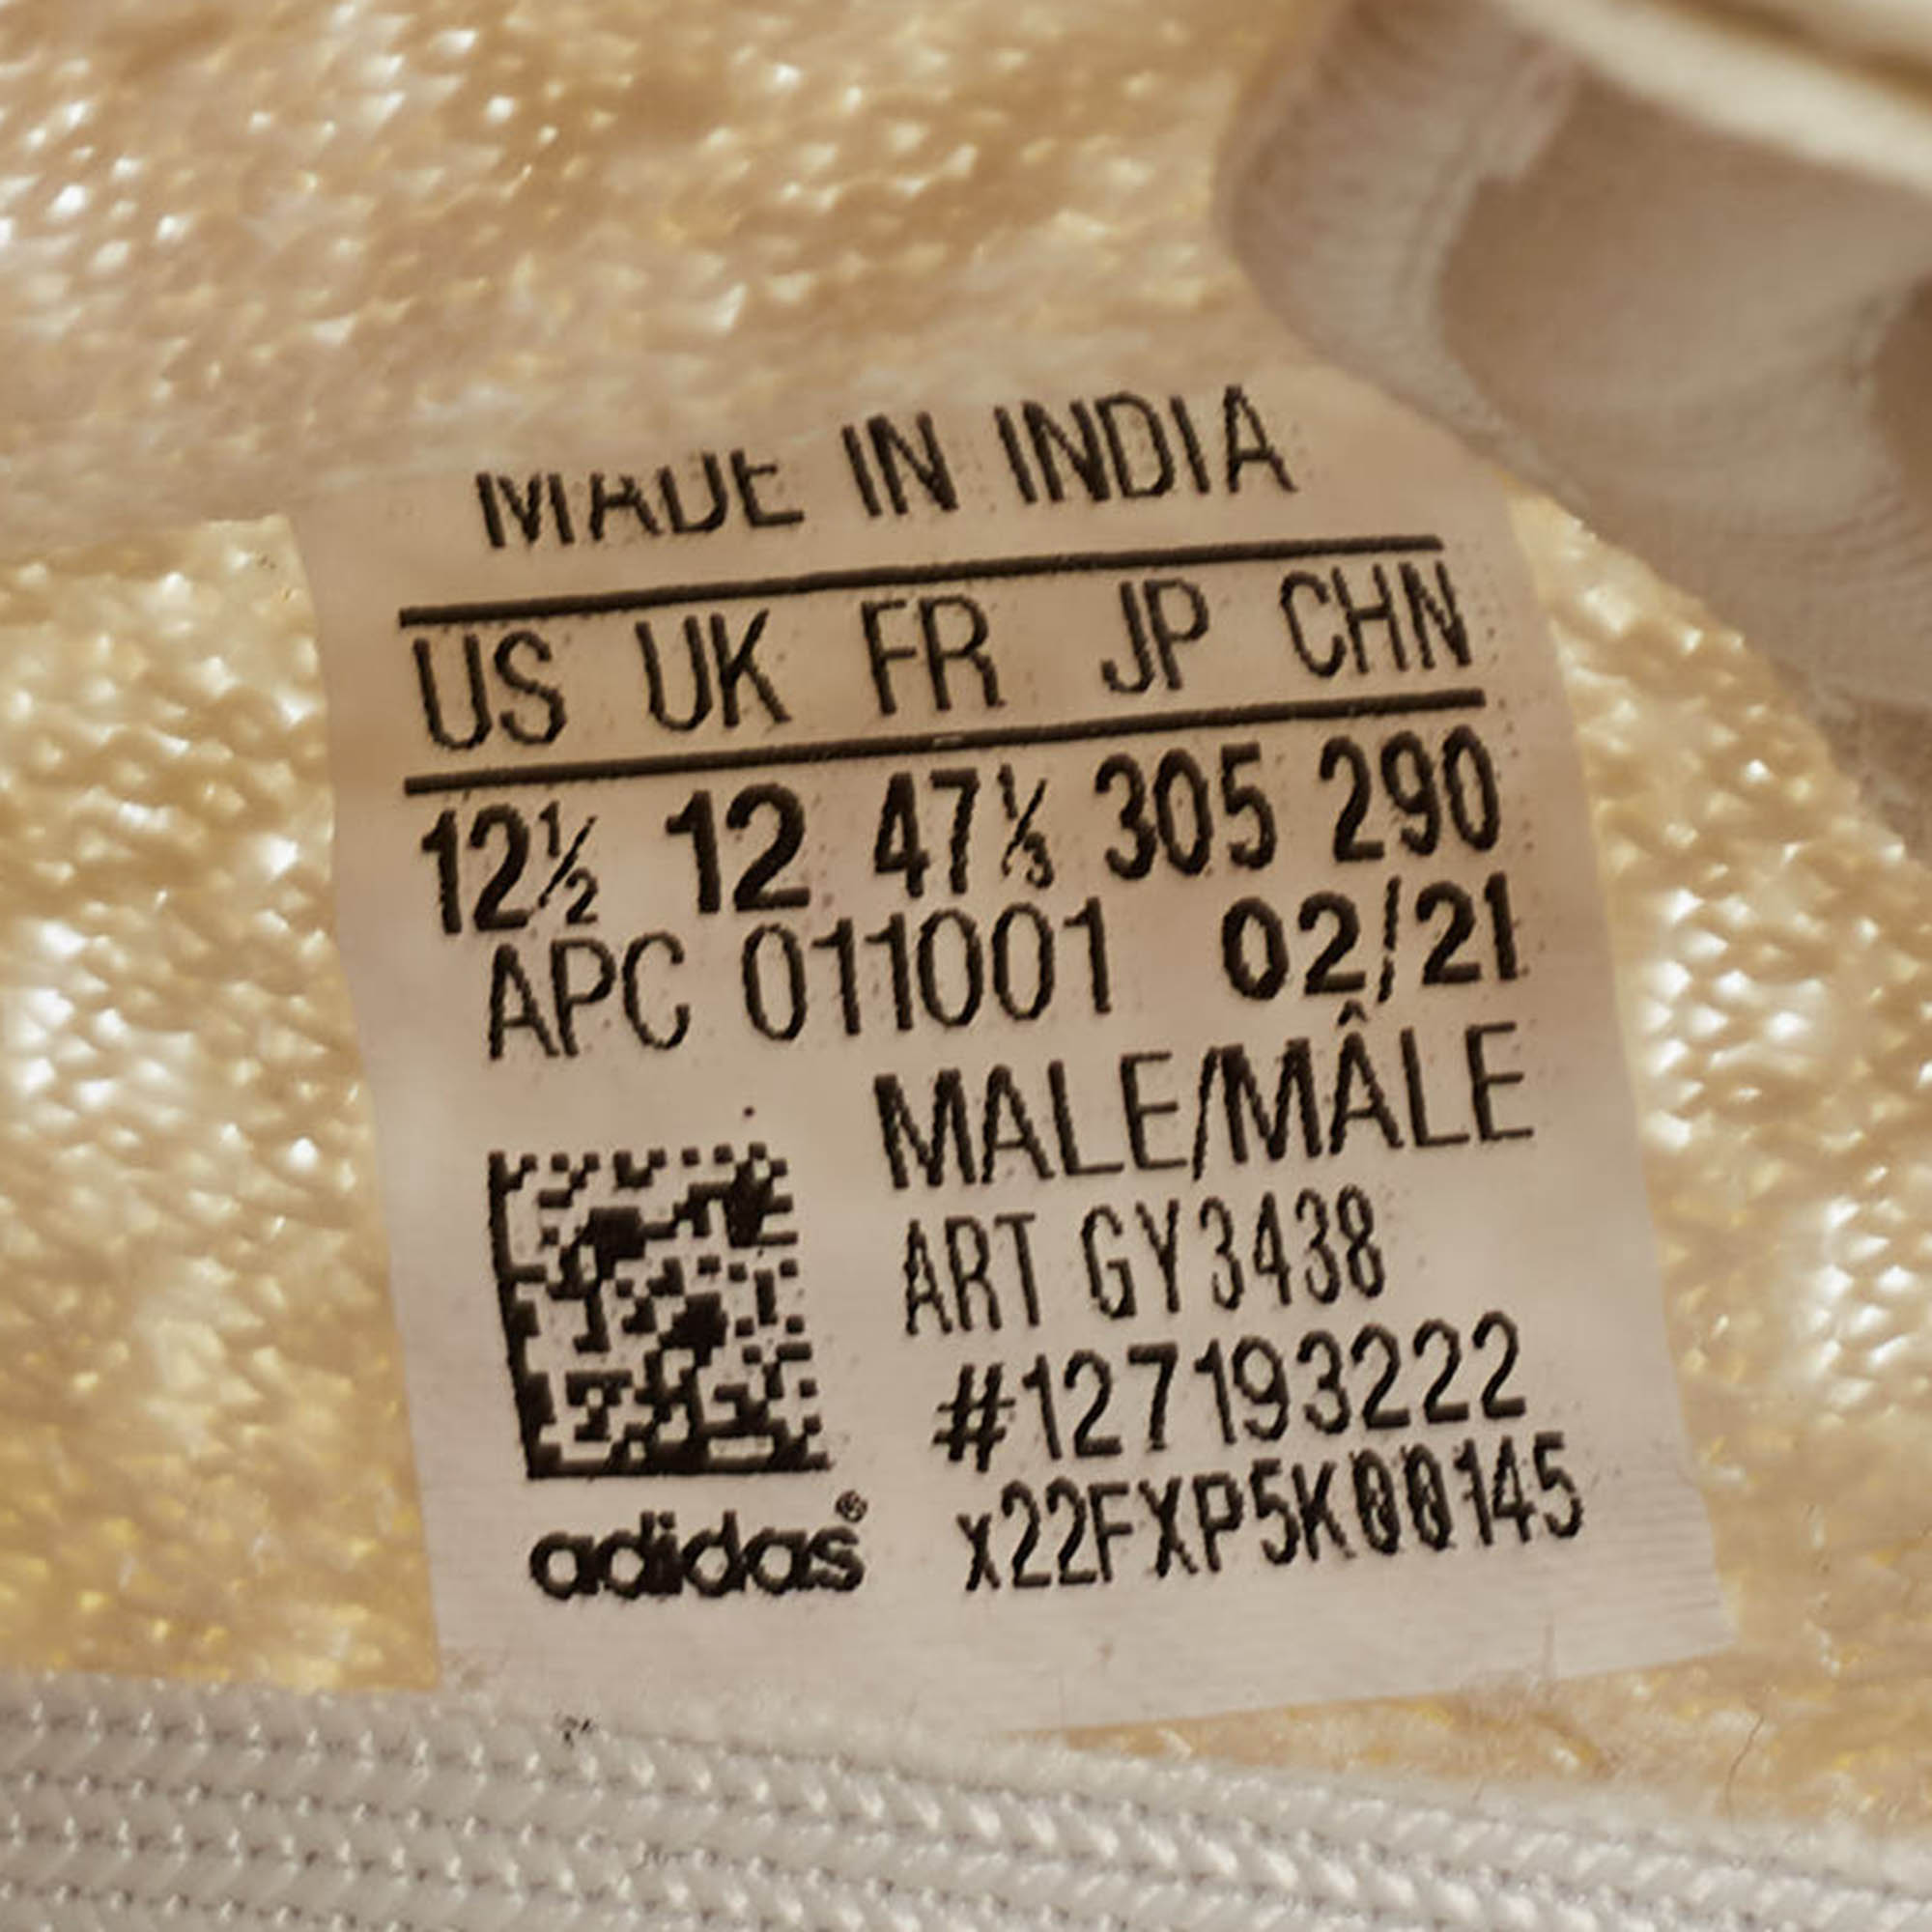 MADE IN INDIA
US UK FR JP CHN
12½ 12 47⅓ 305 290
APC 011001 02/21
MALE/MÂLE
ART GY3438
#127193222
adidas® x22FXP5K00145